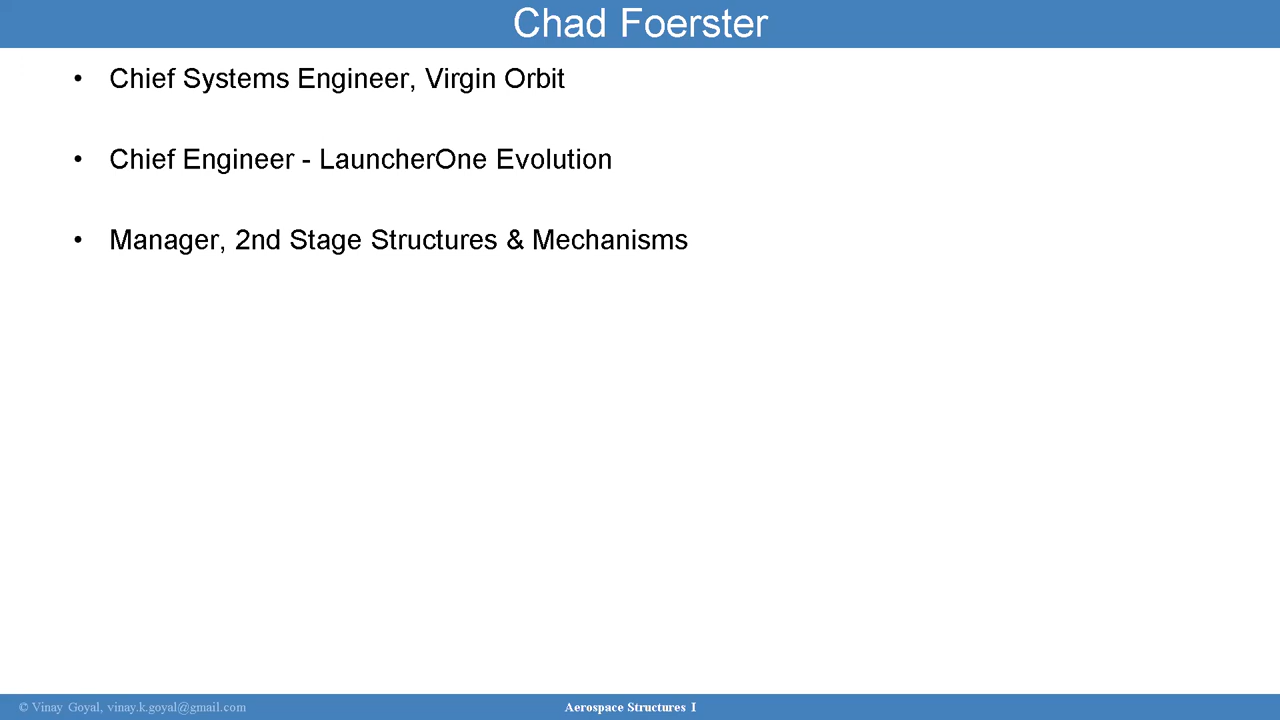 Chad Foerster
• Chief Systems Engineer, Virgin Orbit
• Chief Engineer - LauncherOne Evolution
• Manager, 2nd Stage Structures & Mechanisms
© Vinay Goyal, vinay.k.goyal@gmail.com
Aerospace Structures I